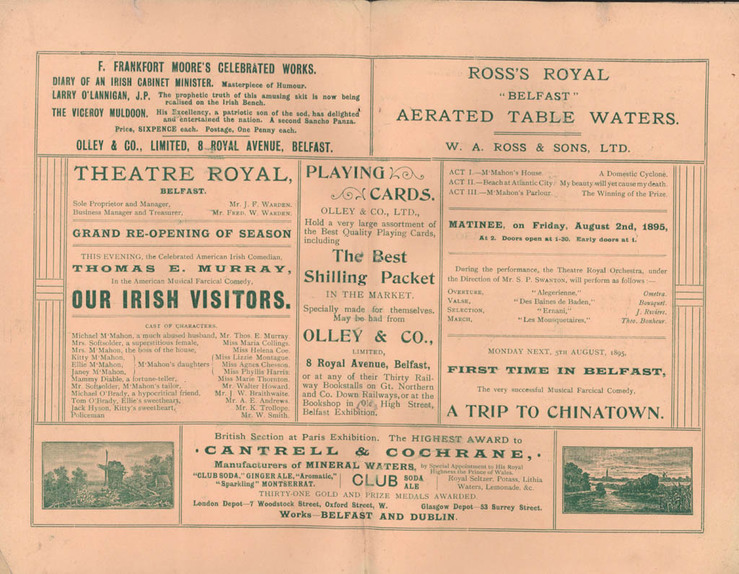 F. FRANKFORT MOORE'S CELEBRATED WORKS.
DIARY OF AN IRISH CABINET MINISTER. Masterpiece of Humour.
LARRY O'LANNIGAN, J.P. The prophetic truth of this amusing skit is now being
realised on the Irish Bench.
THE VICEROY MULDOON. His Excellency, a patriotic son of the sod, has delighted
and entertained the nation. A second Sancho Panza.
Price, SIXPENCE each. Postage, One Penny each.
OLLEY & CO., LIMITED, 8 ROYAL AVENUE, BELFAST.
ROSS'S ROYAL
"BELFAST"
AERATED TABLE WATERS.
W. A. ROSS & SONS, LTD.
THEATRE ROYAL,
BELFAST.
Sole Proprietor and Manager, Mr. J. F. WARDEN.
Business Manager and Treasurer, Mr. FRED. W. WARDEN.
GRAND RE-OPENING OF SEASON
THIS EVENING, the Celebrated American Irish Comedian,
THOMAS E. MURRAY,
In the American Musical Farcical Comedy,
OUR IRISH VISITORS.
CAST OF CHARACTERS.
Michael M'Mahon, a much abused husband, Mr. Thos. E. Murray.
Mrs. Softsolder, a superstitious female, Miss Maria Collings.
Mrs. M'Mahon, the boss of the house, Miss Helena Coe.
Kitty M'Mahon, Miss Lizzie Montague.
Ellie M'Mahon, M'Mahon's daughters Miss Agnes
Janey M'Mahon, Miss Phyllis Harris
Mammy Diable, a fortune-teller, Miss Marie Thornton.
Mr. Softsolder, M'Mahon's tailor, Mr. Walter Howard.
Michael O'Brady, a hypocritical friend, Mr. J. W. Braithwaite.
Tom O'Brady, Ellie's sweetheart, Mr. A. E. Andrews.
Jack Hyson, Kitty's sweetheart, Mr. K. Trollope.
Policeman Mr. W. Smith.
PLAYING
CARDS.
OLLEY & CO., LTD.,
Hold a very large assortment of
the Best Quality Playing Cards,
including
The Best
Shilling Packet
IN THE MARKET.
Specially made for themselves.
May be had from
OLLEY & CO.,
LIMITED,
8 Royal Avenue, Belfast,
or at any of their Thirty Rail-
way Bookstalls on Gt. Northern
and Co. Down Railways, or at the
Bookshop in Old High Street,
Belfast Exhibition.
ACT I.—M'Mahon's House A Domestic Cyclone.
ACT II.—Beach at Atlantic City My beauty will yet cause my death.
ACT III.—M'Mahon's Parlour The Winning of the Prize.
MATINEE, on Friday, August 2nd, 1895,
At 2. Doors open at 1-30. Early doors at 1.
During the performance, the Theatre Royal Orchestra, under
the Direction of Mr. S. P. SWANTON, will perform as follows:—
OVERTURE, "Alegerienne," Ometra.
VALSE, "Des Baines de Baden," Bousquet.
SELECTION, "Ernani," J. Rivière.
MARCH, "Les Mousquetaires," Theo. Bonheur.
MONDAY NEXT, 5TH AUGUST, 1895,
FIRST TIME IN BELFAST,
The very successful Musical Farcical Comedy,
A TRIP TO CHINATOWN.
British Section at Paris Exhibition. The HIGHEST AWARD to
CANTRELL & COCHRANE,
Manufacturers of MINERAL WATERS, by Special Appointment to His Royal
Highness the Prince of Wales.
"CLUB SODA," GINGER ALE, "Aromatic," CLUB SODA Royal Seltzer, Potass, Lithia
"Sparkling" MONTSERRAT. ALE Waters, Lemonade, &c.
THIRTY-ONE GOLD AND PRIZE MEDALS AWARDED.
London Depot—7 Woodstock Street, Oxford Street, W. Glasgow Depot—53 Surrey Street.
Works—BELFAST AND DUBLIN.